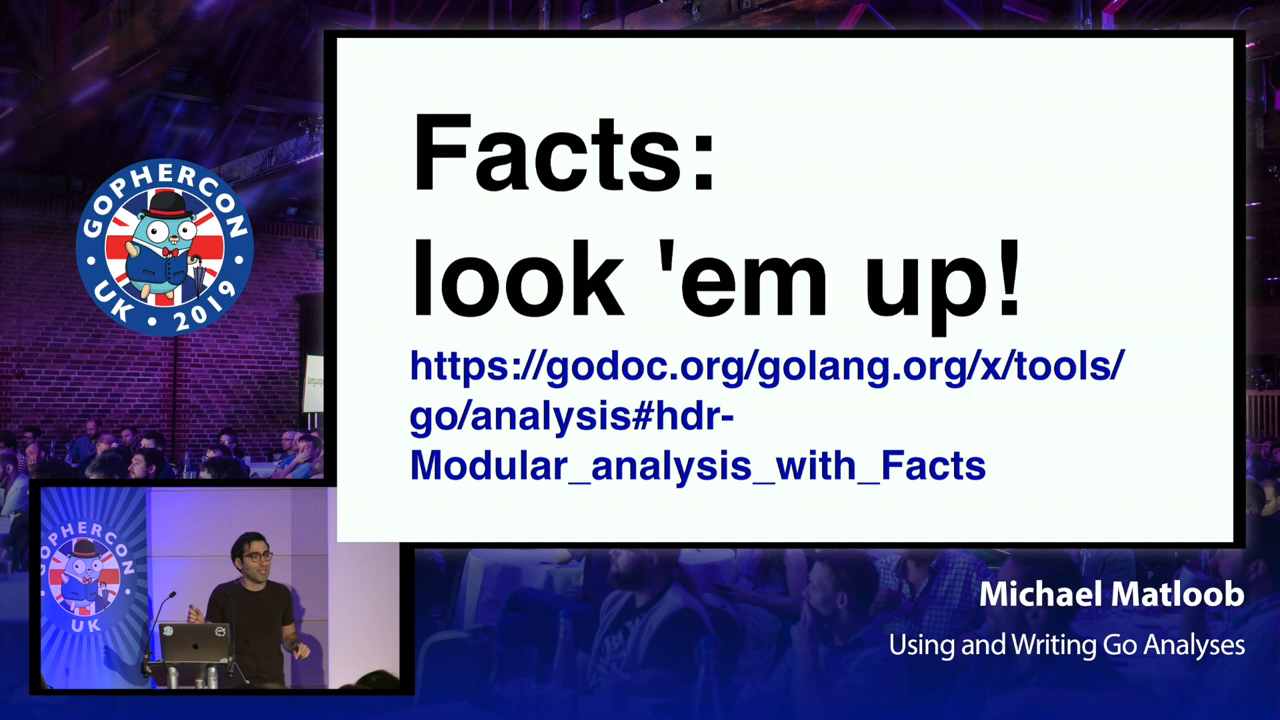 Facts:
look 'em up!
https://godoc.org/golang.org/x/tools/
go/analysis#hdr-
Modular_analysis_with_Facts
GOPHERCON
UK • 2019
GOPHERCON
UK
Michael Matloob
Using and Writing Go Analyses